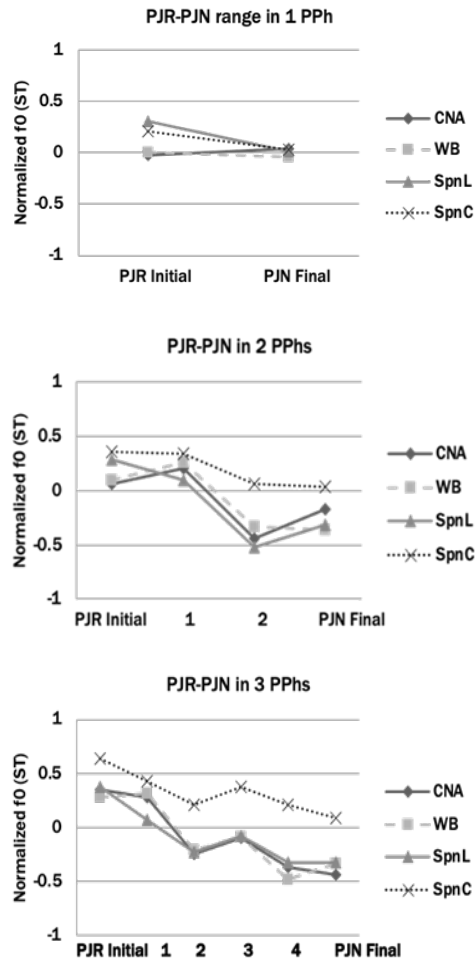 PJR-PJN range in 1 PPh
Normalized f0 (ST)
1
0.5
0
-0.5
-1
PJR Initial PJN Final
CNA
WB
SpnL
SpnC
PJR-PJN in 2 PPhs
Normalized f0 (ST)
1
0.5
0
-0.5
-1
PJR Initial 1 2 PJN Final
CNA
WB
SpnL
SpnC
PJR-PJN in 3 PPhs
Normalized f0 (ST)
1
0.5
0
-0.5
-1
PJR Initial 1 2 3 4 PJN Final
CNA
WB
SpnL
SpnC